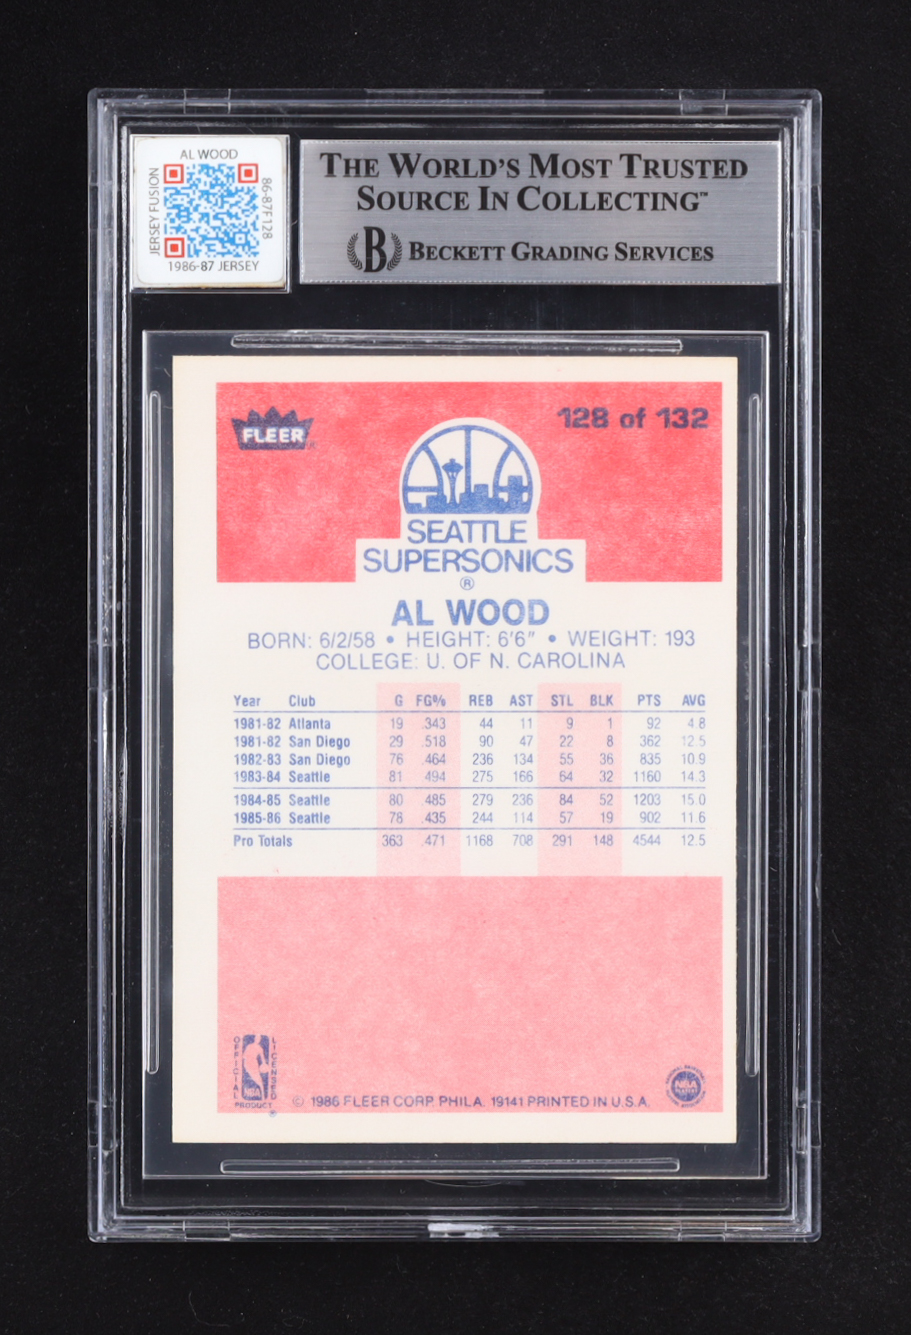 AL WOOD
JERSEY FUSION
86-87F128
1986-87 JERSEY
THE WORLD'S MOST TRUSTED
SOURCE IN COLLECTING™
B BECKETT GRADING SERVICES
FLEER
128 of 132
SEATTLE
SUPERSONICS
®
AL WOOD
BORN: 6/2/58 • HEIGHT: 6'6" • WEIGHT: 193
COLLEGE: U. OF N. CAROLINA
Year Club G FG% REB AST STL BLK PTS AVG
1981-82 Atlanta 19 .343 44 11 9 1 92 4.8
1981-82 San Diego 29 .518 90 47 22 8 362 12.5
1982-83 San Diego 76 .464 236 134 55 36 835 10.9
1983-84 Seattle 81 .494 275 166 64 32 1160 14.3
1984-85 Seattle 80 .485 279 236 84 52 1203 15.0
1985-86 Seattle 78 .435 244 114 57 19 902 11.6
Pro Totals 363 .471 1168 708 291 148 4544 12.5
OFFICIAL
LICENSED
NBA
PRODUCT
®
© 1986 FLEER CORP. PHILA. 19141 PRINTED IN U.S.A.
NBA
PLAYERS